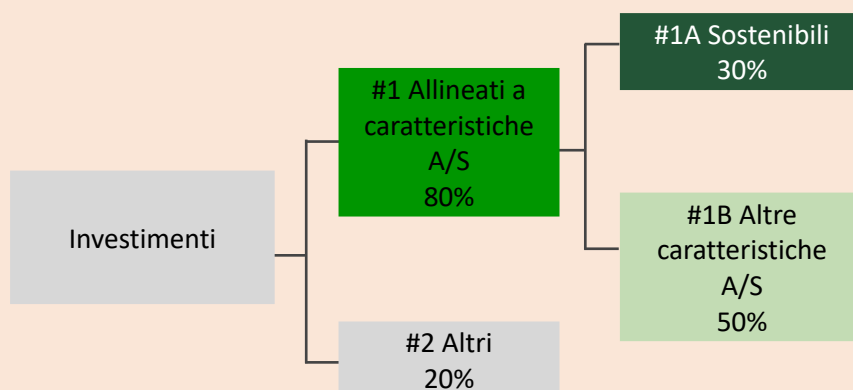 Investimenti
#1 Allineati a
caratteristiche
A/S
80%
#2 Altri
20%
#1A Sostenibili
30%
#1B Altre
caratteristiche
A/S
50%